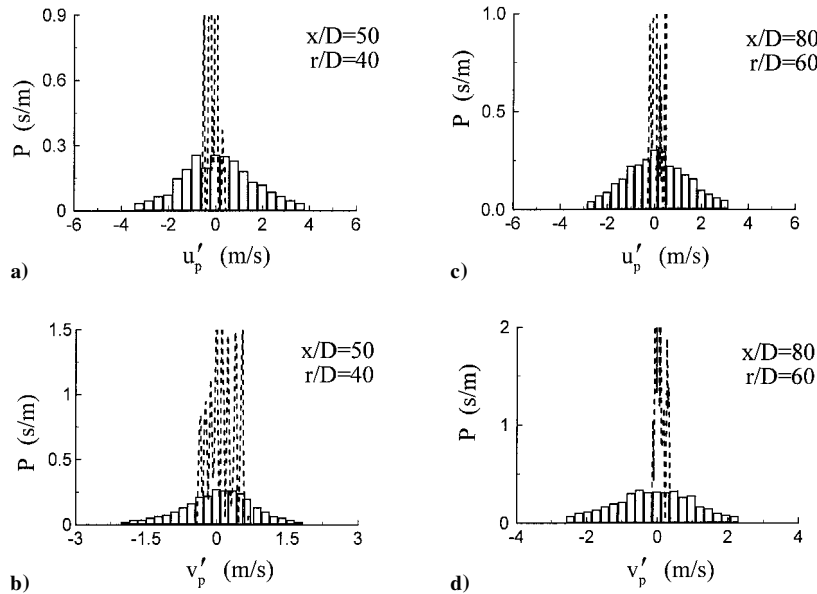 0.9
0.6
0.3
0
P (s/m)
x/D=50
r/D=40
-6 -4 -2 0 2 4 6
a) u′p (m/s)
1.0
0.5
0.0
P (s/m)
x/D=80
r/D=60
-6 -4 -2 0 2 4 6
c) u′p (m/s)
1.5
1
0.5
0
P (s/m)
x/D=50
r/D=40
-3 -1.5 0 1.5 3
b) v′p (m/s)
2
1
0
P (s/m)
x/D=80
r/D=60
-4 -2 0 2 4
d) v′p (m/s)